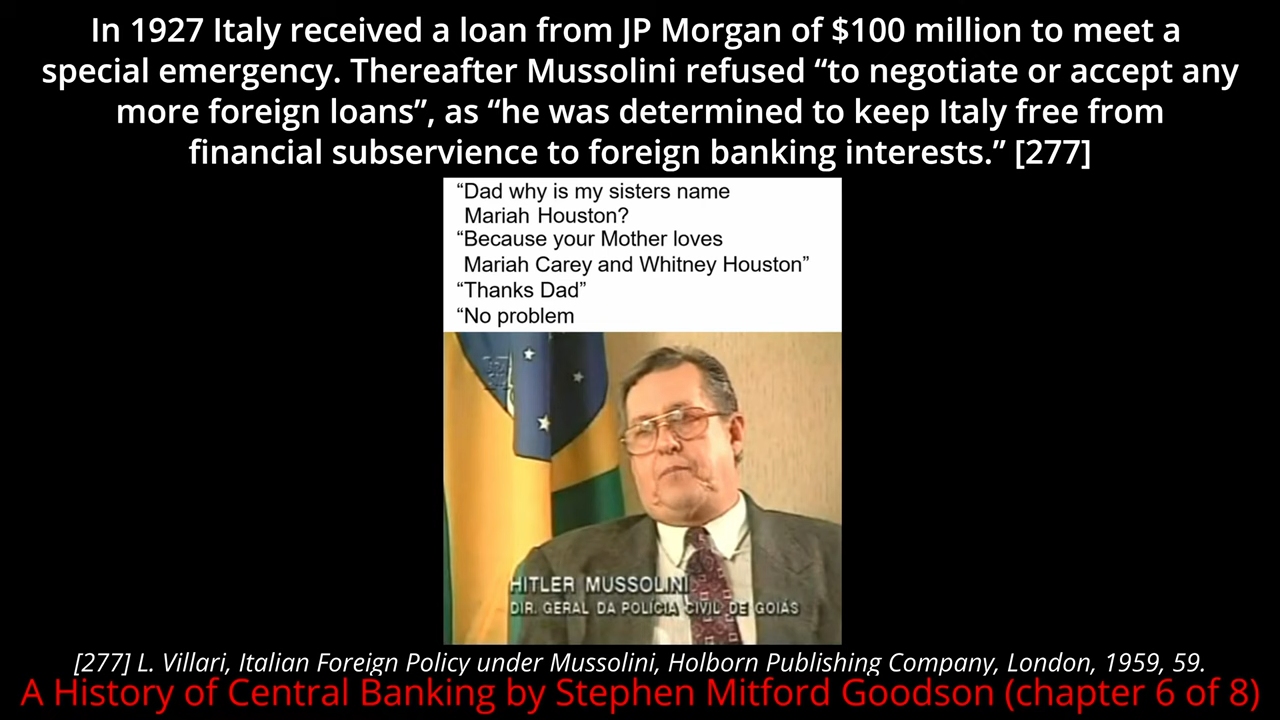 In 1927 Italy received a loan from JP Morgan of $100 million to meet a
special emergency. Thereafter Mussolini refused “to negotiate or accept any
more foreign loans”, as “he was determined to keep Italy free from
financial subservience to foreign banking interests.” [277]
“Dad why is my sisters name
Mariah Houston?
“Because your Mother loves
Mariah Carey and Whitney Houston”
“Thanks Dad”
“No problem
HITLER MUSSOLINI
DIR. GERAL DA POLÍCIA CIVIL DE GOIÁS
[277] L. Villari, Italian Foreign Policy under Mussolini, Holborn Publishing Company, London, 1959, 59.
A History of Central Banking by Stephen Mitford Goodson (chapter 6 of 8)